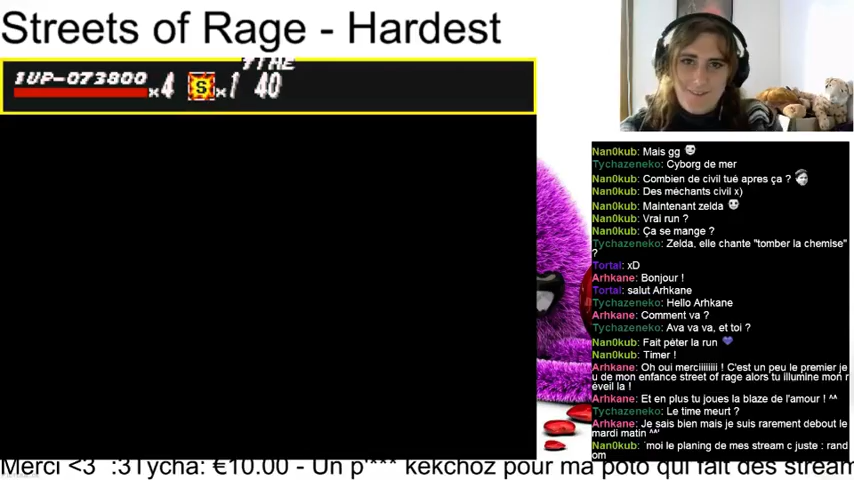 Streets of Rage - Hardest
TIME
1UP-073800
×4 S ×1 40
Nan0kub: Mais gg
Tychazeneko: Cyborg de mer
Nan0kub: Combien de civil tué apres ça ?
Nan0kub: Des méchants civil x)
Nan0kub: Maintenant zelda
Nan0kub: Vrai run ?
Nan0kub: Ça se mange ?
Tychazeneko: Zelda, elle chante "tomber la chemise"
?
Tortal: xD
Arhkane: Bonjour !
Tortal: salut Arhkane
Tychazeneko: Hello Arhkane
Arhkane: Comment va ?
Tychazeneko: Ava va va, et toi ?
Nan0kub: Fait péter la run
Nan0kub: Timer !
Arhkane: Oh oui merciiiiiiii ! C'est un peu le premier je
u de mon enfance street of rage alors tu illumine mon r
éveil la !
Arhkane: Et en plus tu joues la blaze de l'amour ! ^^
Tychazeneko: Le time meurt ?
Arhkane: Je sais bien mais je suis rarement debout le
mardi matin ^^'
Nan0kub: ¨moi le planing de mes stream c juste : rand
om
Merci <3 :3Tycha: €10.00 - Un p'*** kekchoz pour ma poto qui fait des stream